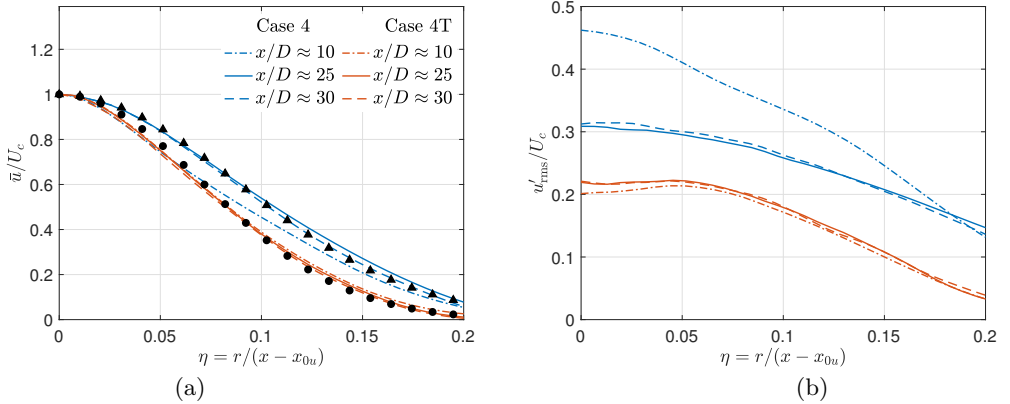 Case 4 Case 4T
x/D ≈ 10 x/D ≈ 10
x/D ≈ 25 x/D ≈ 25
x/D ≈ 30 x/D ≈ 30
ū/U_c
1.2
1
0.8
0.6
0.4
0.2
0
0 0.05 0.1 0.15 0.2
η = r/(x − x_{0u})
(a)
u′_{rms}/U_c
0.5
0.4
0.3
0.2
0.1
0
0 0.05 0.1 0.15 0.2
η = r/(x − x_{0u})
(b)